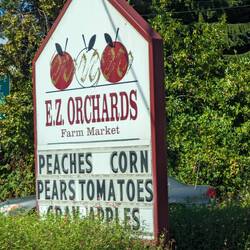 E.Z. ORCHARDS
Farm Market
PEACHES CORN
PEARS TOMATOES
APPLES